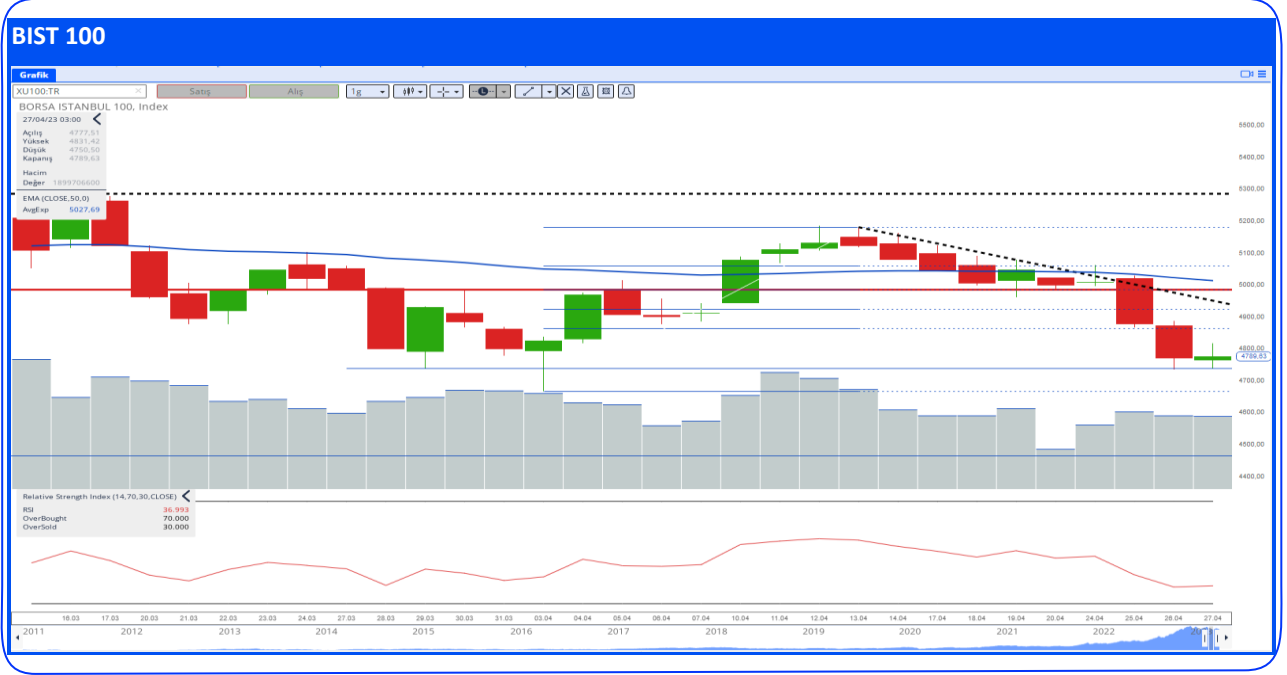 BIST 100
Grafik
XU100:TR
Satış
Alış
1g
BORSA ISTANBUL 100, Index
27/04/23 03:00
Açılış 4777,51
Yüksek 4831,42
Düşük 4750,50
Kapanış 4789,63
Hacim
Değer 1899706600
EMA (CLOSE,50,0)
AvgExp 5027,69
5500,00
5400,00
5300,00
5200,00
5100,00
5000,00
4900,00
4800,00
4789,63
4700,00
4600,00
4500,00
4400,00
Relative Strength Index (14,70,30,CLOSE)
RSI 36.993
OverBought 70.000
OverSold 30.000
16.03 17.03 20.03 21.03 22.03 23.03 24.03 27.03 28.03 29.03 30.03 31.03 03.04 04.04 05.04 06.04 07.04 10.04 11.04 12.04 13.04 14.04 17.04 18.04 19.04 20.04 24.04 25.04 26.04 27.04
2011 2012 2013 2014 2015 2016 2017 2018 2019 2020 2021 2022